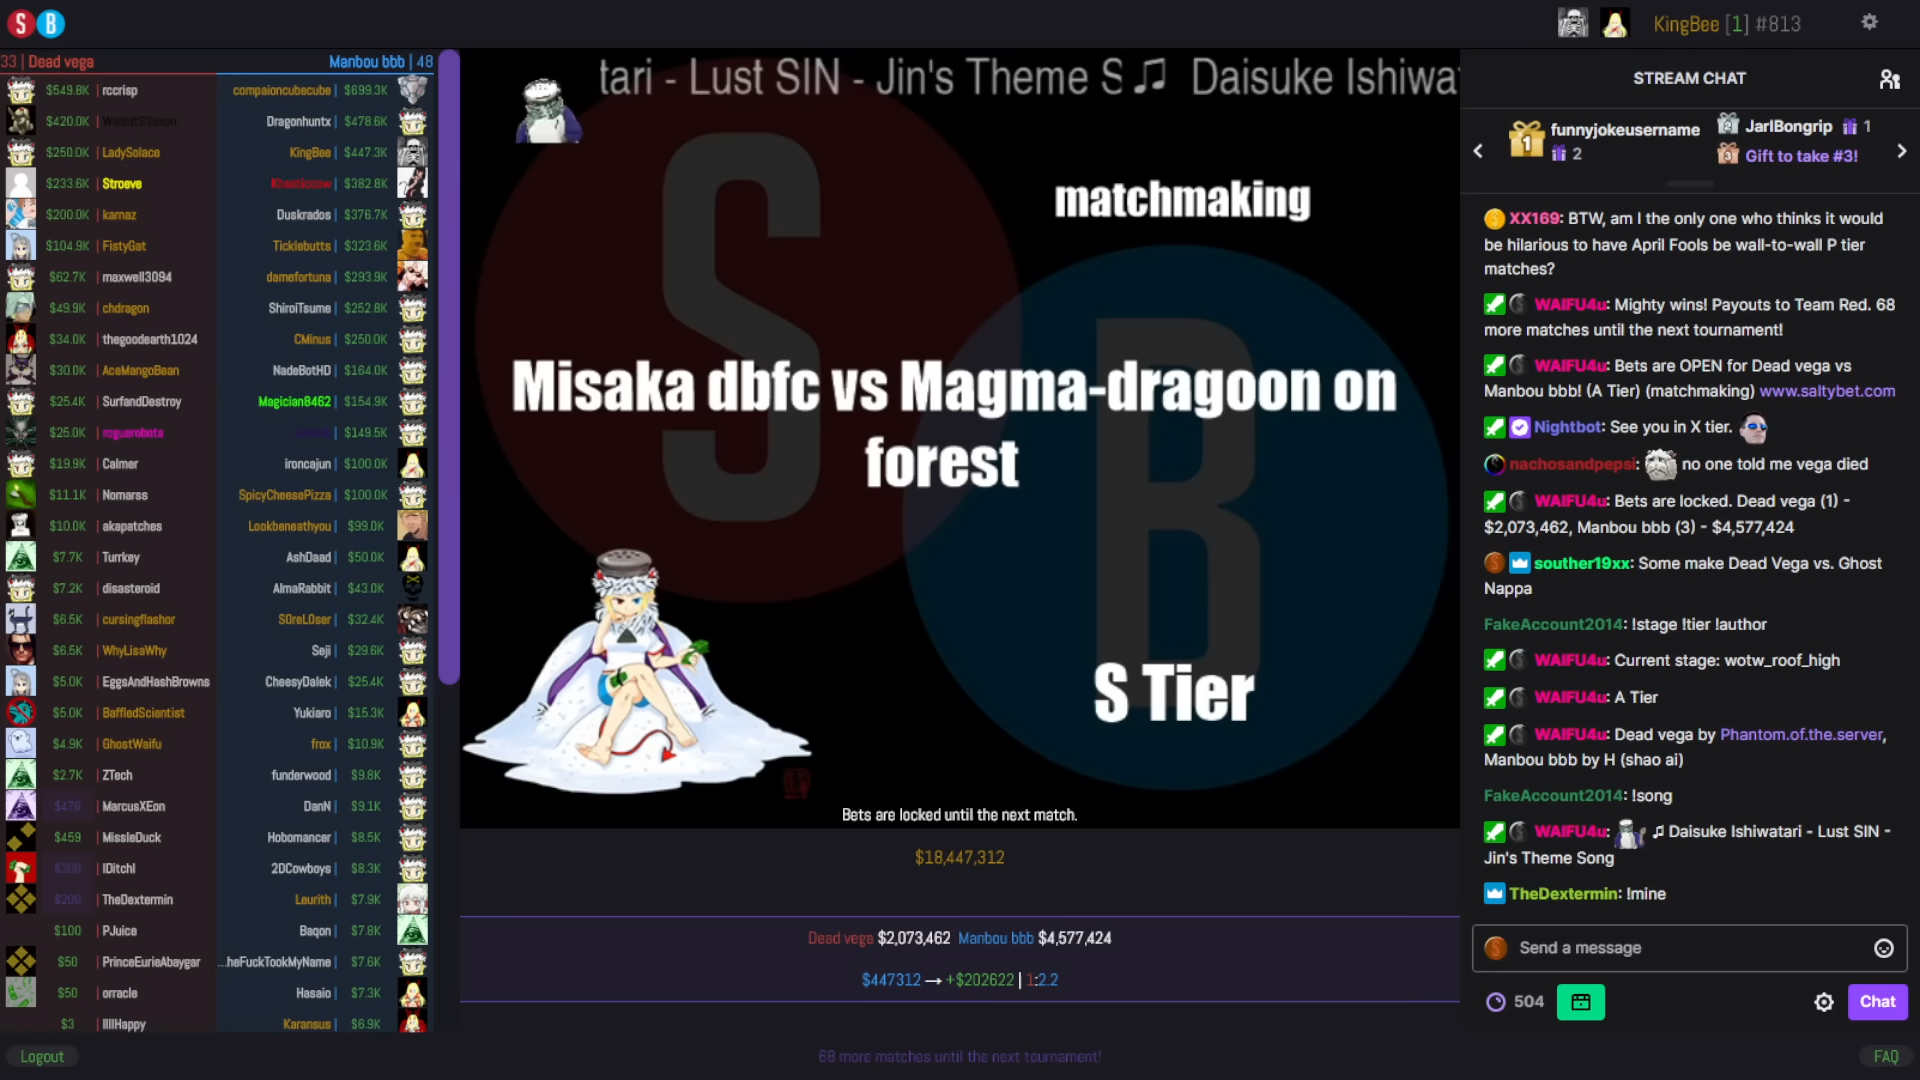 S B
KingBee [1] #813
33 | Dead vega
Manbou bbb | 48
$549.8K | rccrisp
$420.0K |
$250.0K | LadySolace
$233.6K | Stroeve
$200.0K | kamaz
$104.9K | FistyGat
$62.7K | maxwell3094
$49.9K | chdragon
$34.0K | thegoodearth1024
$30.0K | AceMangoBean
$25.4K | SurfandDestroy
$25.0K | roguerobots
$19.9K | Calmer
$11.1K | Nomarss
$10.0K | akapatches
$7.7K | Turrkey
$7.2K | disasteroid
$6.5K | cursingflashor
$6.5K | WhyLisaWhy
$5.0K | EggsAndHashBrowns
$5.0K | BaffledScientist
$4.9K | GhostWaifu
$2.7K | ZTech
$476 | MarcusXEon
$459 | MissleDuck
$300 | IDitchI
$200 | TheDextermin
$100 | PJuice
$50 | PrinceEurieAbaygar
$50 | orracle
$3 | IIIIHappy
compaioncubecube | $699.3K
Dragonhuntx | $478.6K
KingBee | $447.3K
Khaoticcow | $382.8K
Duskrados | $376.7K
Ticklebutts | $323.6K
damefortuna | $293.9K
ShiroiTsume | $252.8K
CMinus | $250.0K
NadeBotHD | $164.0K
Magician8462 | $154.9K
| $149.5K
ironcajun | $100.0K
SpicyCheesePizza | $100.0K
Lookbeneathyou | $99.0K
AshDaad | $50.0K
AlmaRabbit | $43.0K
S0reL0ser | $32.4K
Seji | $29.6K
CheesyDalek | $25.4K
Yukiaro | $15.3K
frox | $10.9K
funderwood | $9.8K
DanN | $9.1K
Hobomancer | $8.5K
2DCowboys | $8.3K
Leurith | $7.9K
Baqon | $7.8K
...heFuckTookMyName | $7.6K
Hasaio | $7.3K
Karansus | $6.9K
tari - Lust SIN - Jin's Theme S♫ Daisuke Ishiwat
S
B
matchmaking
Misaka dbfc vs Magma-dragoon on
forest
S Tier
Bets are locked until the next match.
$18,447,312
Dead vega $2,073,462 Manbou bbb $4,577,424
$447312 → +$202622 | 1:2.2
68 more matches until the next tournament!
Logout
STREAM CHAT
1 funnyjokeusername
2
2 JarlBongrip 1
3 Gift to take #3!
XX169: BTW, am I the only one who thinks it would
be hilarious to have April Fools be wall-to-wall P tier
matches?
WAIFU4u: Mighty wins! Payouts to Team Red. 68
more matches until the next tournament!
WAIFU4u: Bets are OPEN for Dead vega vs
Manbou bbb! (A Tier) (matchmaking) www.saltybet.com
Nightbot: See you in X tier.
nachosandpepsi: no one told me vega died
WAIFU4u: Bets are locked. Dead vega (1) -
$2,073,462, Manbou bbb (3) - $4,577,424
souther19xx: Some make Dead Vega vs. Ghost
Nappa
FakeAccount2014: !stage !tier !author
WAIFU4u: Current stage: wotw_roof_high
WAIFU4u: A Tier
WAIFU4u: Dead vega by Phantom.of.the.server,
Manbou bbb by H (shao ai)
FakeAccount2014: !song
WAIFU4u: ♫ Daisuke Ishiwatari - Lust SIN -
Jin's Theme Song
TheDextermin: !mine
Send a message
504
Chat
FAQ